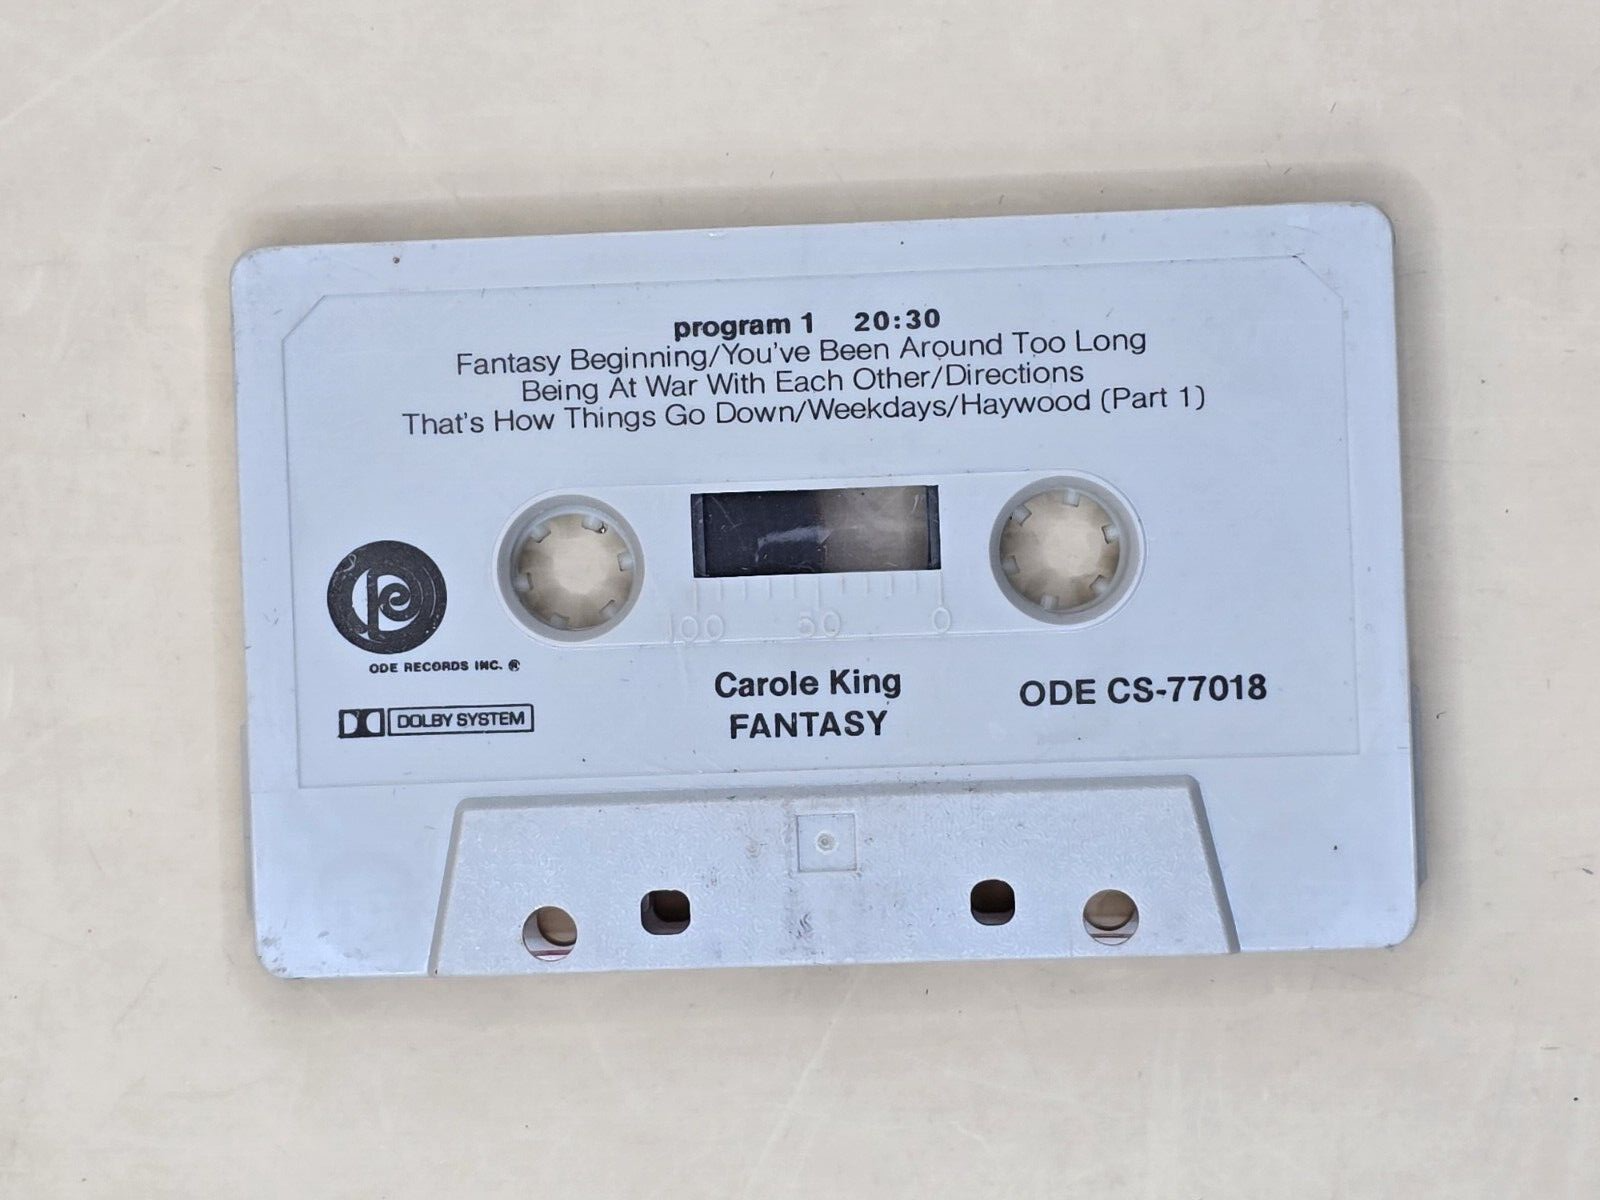 program 1 20:30
Fantasy Beginning/You've Been Around Too Long
Being At War With Each Other/Directions
That's How Things Go Down/Weekdays/Haywood (Part 1)
100 50 0
ODE RECORDS INC. ®
DOLBY SYSTEM
Carole King
FANTASY
ODE CS-77018